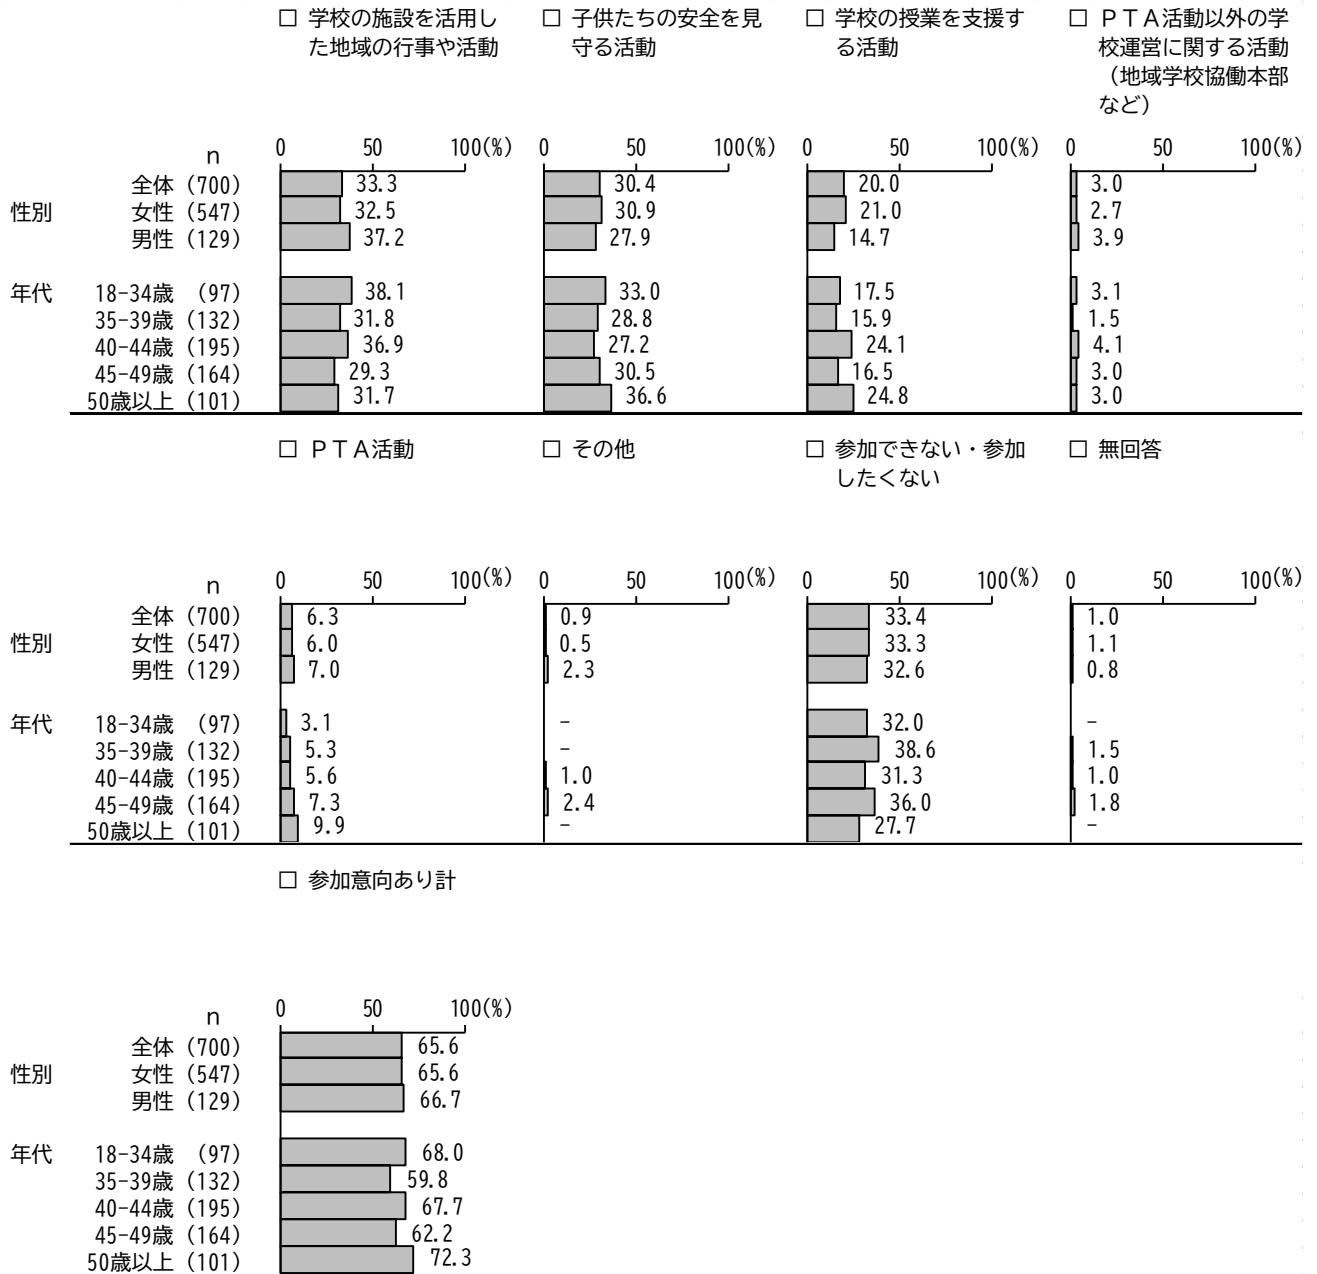 □ 学校の施設を活用し □ 子供たちの安全を見 □ 学校の授業を支援す □ ＰＴＡ活動以外の学
た地域の行事や活動 守る活動 る活動 校運営に関する活動
（地域学校協働本部
など）
n 0 50 100(%) 0 50 100(%) 0 50 100(%) 0 50 100(%)
全体 (700) 33.3 30.4 20.0 3.0
性別 女性 (547) 32.5 30.9 21.0 2.7
男性 (129) 37.2 27.9 14.7 3.9
年代 18-34歳 (97) 38.1 33.0 17.5 3.1
35-39歳 (132) 31.8 28.8 15.9 1.5
40-44歳 (195) 36.9 27.2 24.1 4.1
45-49歳 (164) 29.3 30.5 16.5 3.0
50歳以上 (101) 31.7 36.6 24.8 3.0
□ ＰＴＡ活動 □ その他 □ 参加できない・参加 □ 無回答
したくない
n 0 50 100(%) 0 50 100(%) 0 50 100(%) 0 50 100(%)
全体 (700) 6.3 0.9 33.4 1.0
性別 女性 (547) 6.0 0.5 33.3 1.1
男性 (129) 7.0 2.3 32.6 0.8
年代 18-34歳 (97) 3.1 - 32.0 -
35-39歳 (132) 5.3 - 38.6 1.5
40-44歳 (195) 5.6 1.0 31.3 1.0
45-49歳 (164) 7.3 2.4 36.0 1.8
50歳以上 (101) 9.9 - 27.7 -
□ 参加意向あり計
n 0 50 100(%)
全体 (700) 65.6
性別 女性 (547) 65.6
男性 (129) 66.7
年代 18-34歳 (97) 68.0
35-39歳 (132) 59.8
40-44歳 (195) 67.7
45-49歳 (164) 62.2
50歳以上 (101) 72.3